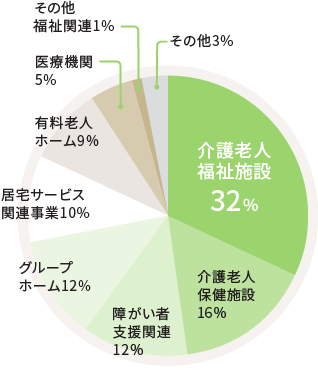 その他
福祉関連1%
その他3%
医療機関
5%
有料老人
ホーム9%
介護老人
福祉施設
32%
居宅サービス
関連事業10%
グループ
ホーム12%
介護老人
保健施設
16%
障がい者
支援関連
12%